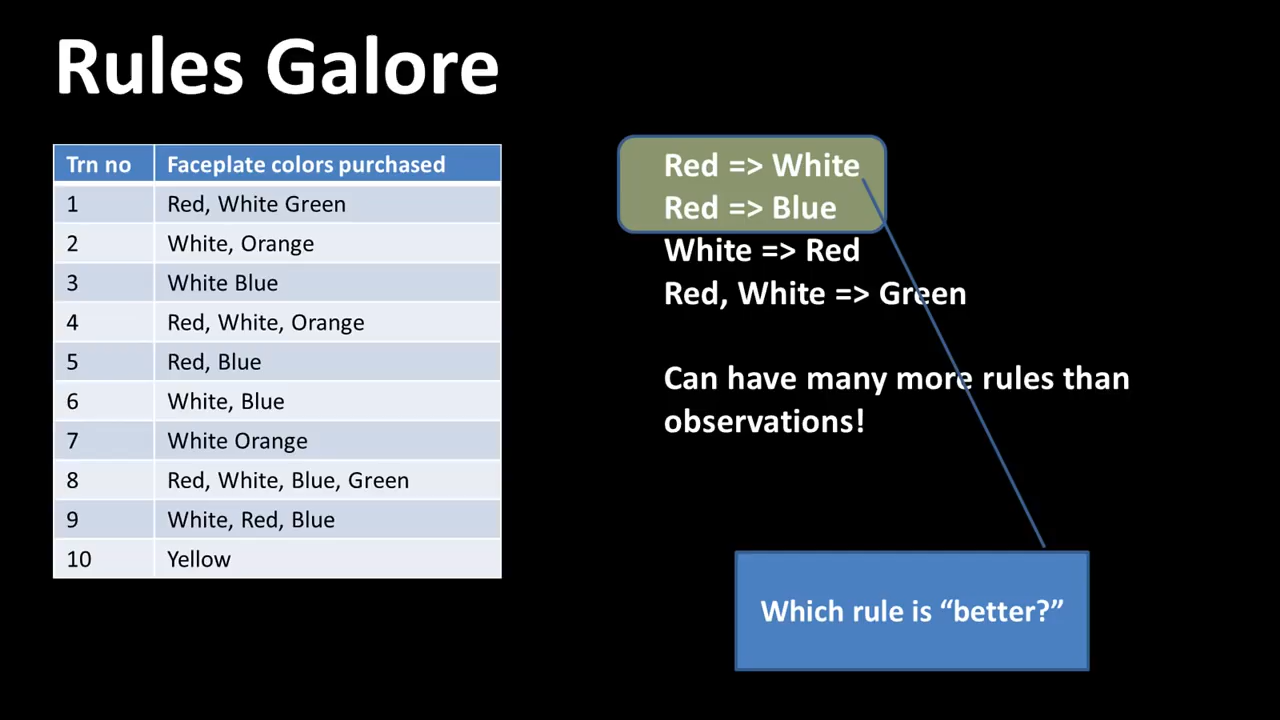 Rules Galore
Trn no Faceplate colors purchased
1 Red, White Green
2 White, Orange
3 White Blue
4 Red, White, Orange
5 Red, Blue
6 White, Blue
7 White Orange
8 Red, White, Blue, Green
9 White, Red, Blue
10 Yellow
Red => White
Red => Blue
White => Red
Red, White => Green
Can have many more rules than
observations!
Which rule is “better?”